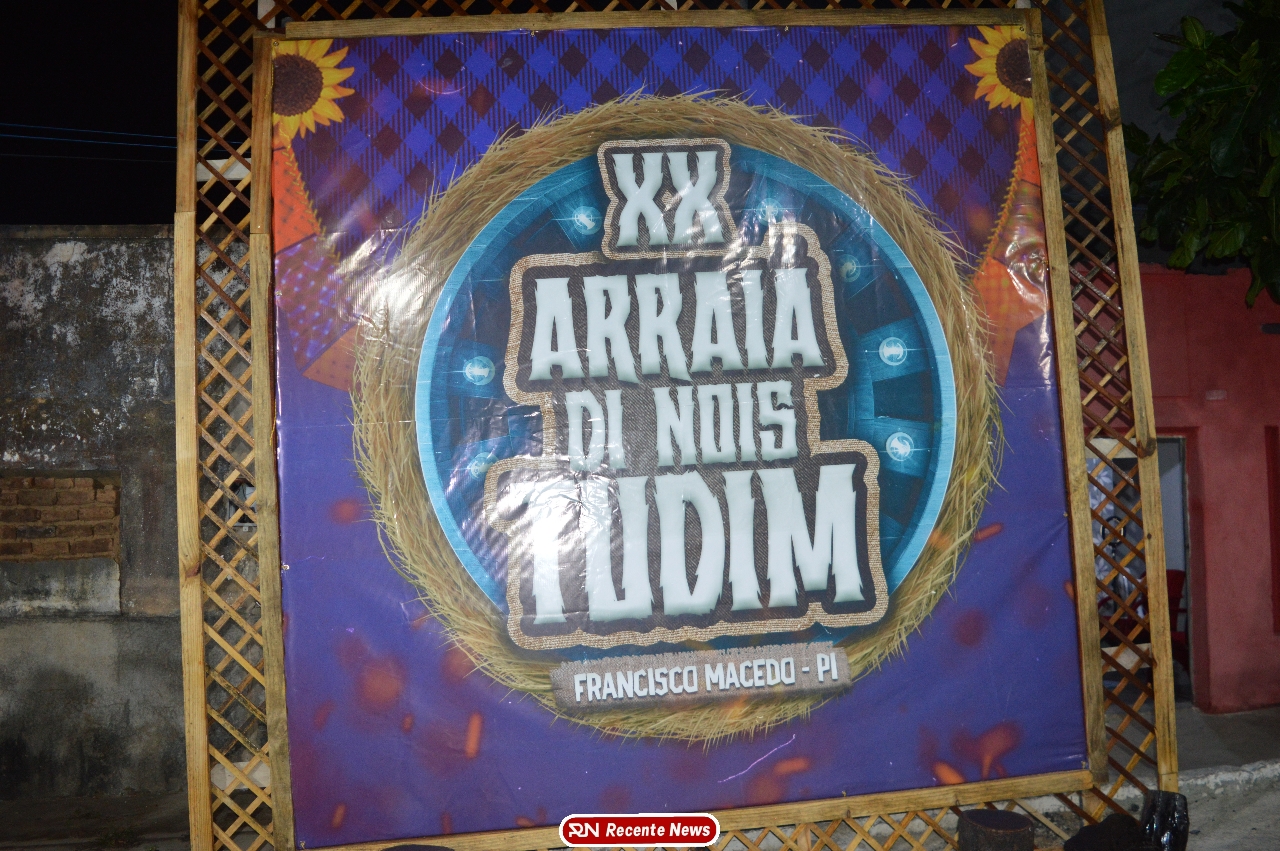 XX
ARRAIA
DI NOIS
TUDIM
FRANCISCO MACEDO - PI
RN Recente News